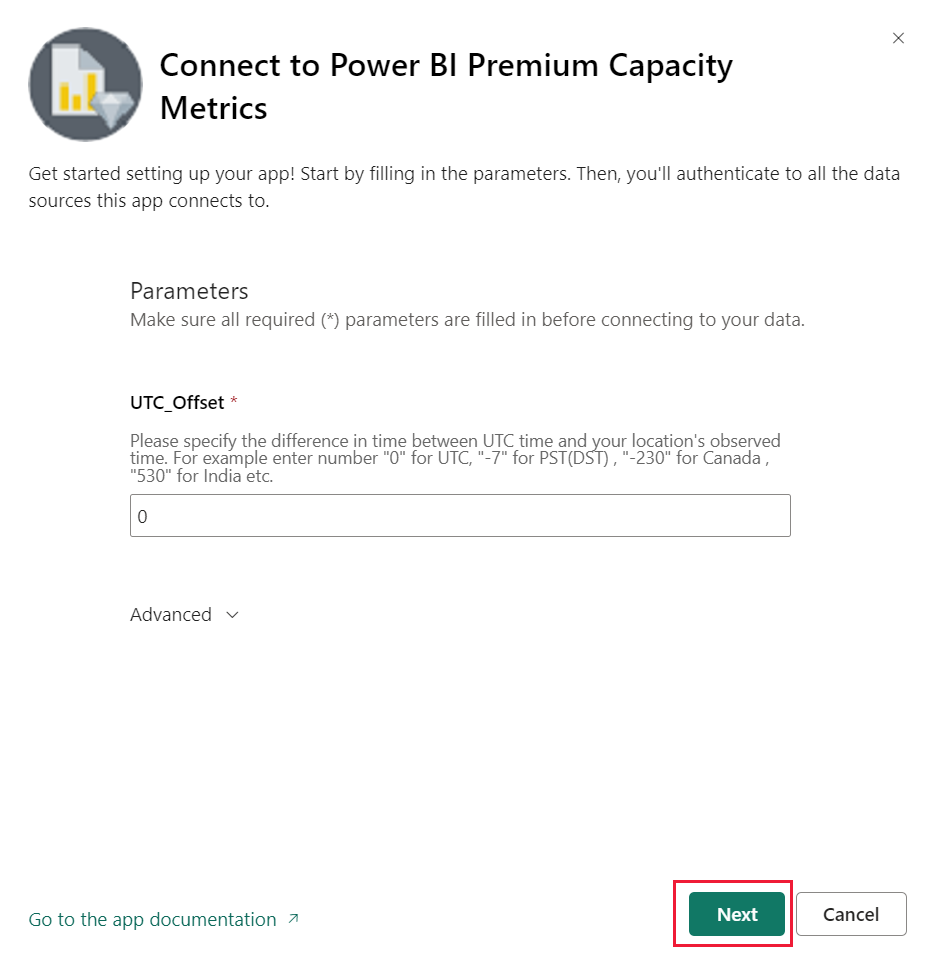 Connect to Power BI Premium Capacity
Metrics
Get started setting up your app! Start by filling in the parameters. Then, you'll authenticate to all the data
sources this app connects to.
Parameters
Make sure all required (*) parameters are filled in before connecting to your data.
UTC_Offset *
Please specify the difference in time between UTC time and your location's observed
time. For example enter number "0" for UTC, "-7" for PST(DST) , "-230" for Canada ,
"530" for India etc.
0
Advanced
Go to the app documentation
Next
Cancel